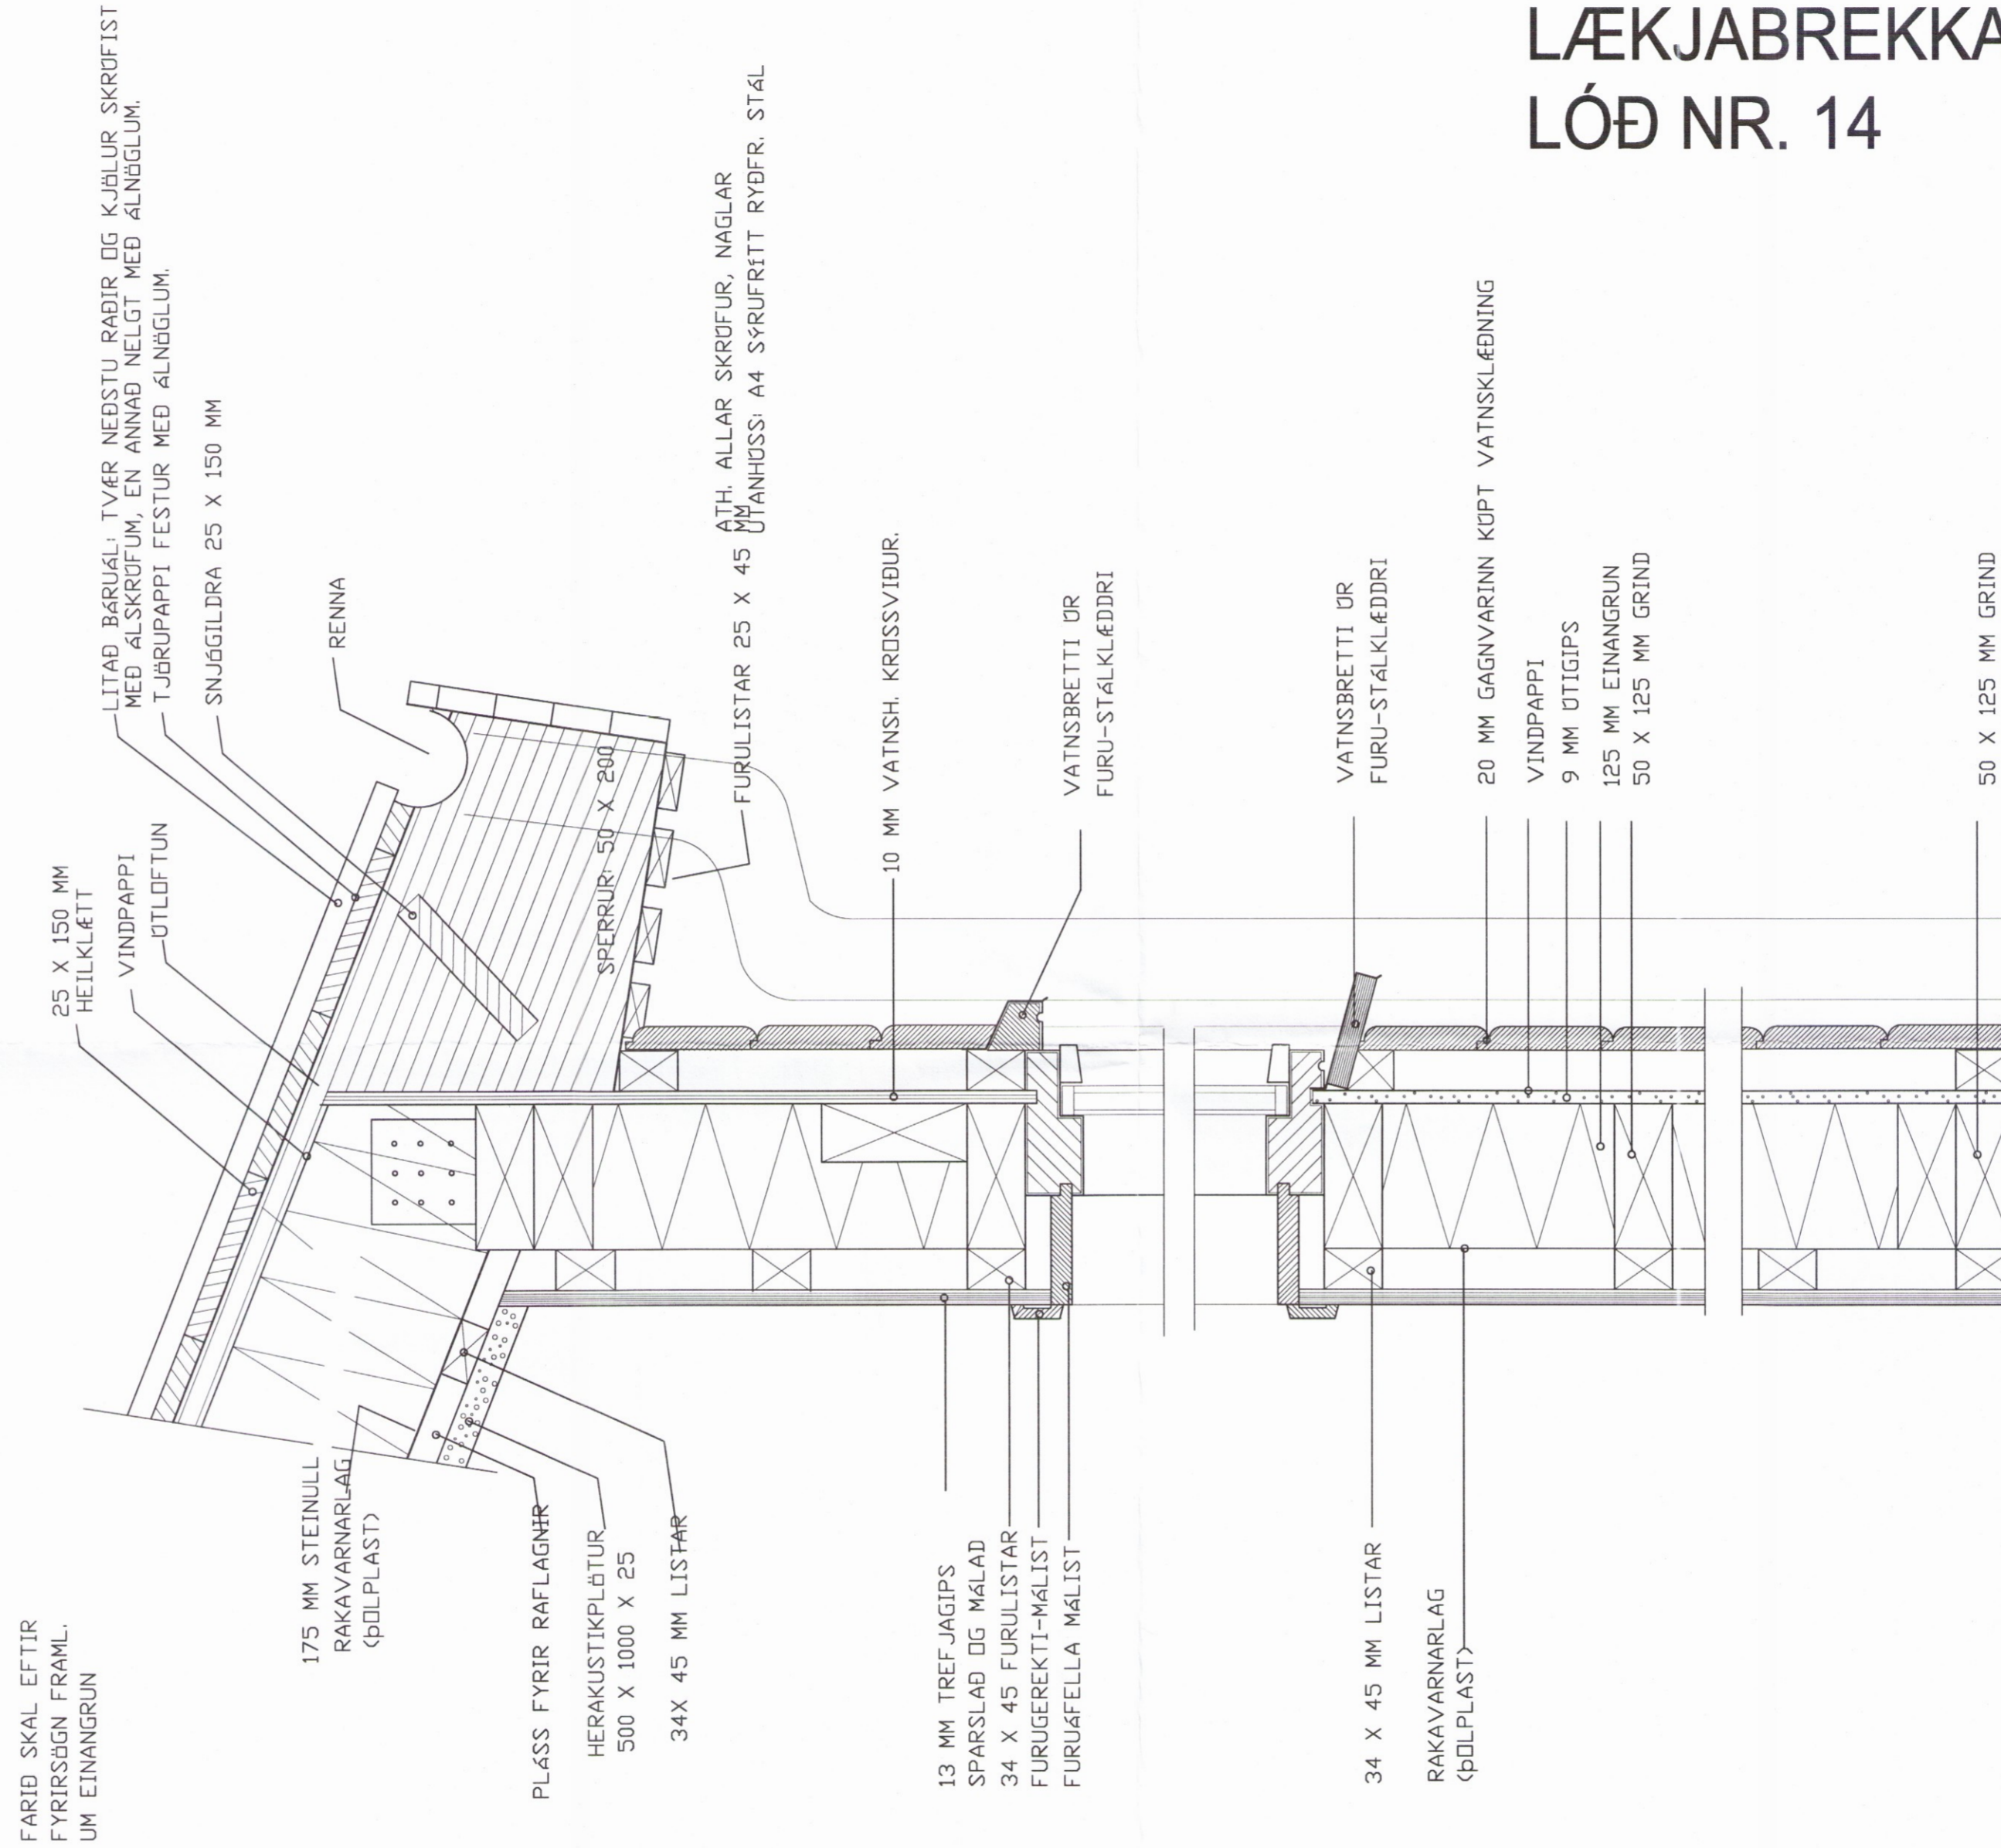 LÆKJABREKKA
LÓÐ NR. 14
LITAÐ BÁRUÁL: TVÆR NEÐSTU RAÐIR OG KJÖLUR SKRÚFIST
MEÐ ÁLSKRÚFUM, EN ANNAÐ NELGT MEÐ ÁLNÖGLUM.
TJÖRUPAPPI FESTUR MEÐ ÁLNÖGLUM.
SNJÓGILDRA 25 X 150 MM
RENNA
25 X 150 MM
HEILKLÆTT
VINDPAPPI
ÚTLOFTUN
SPERRUR: 50 X 200
FURULISTAR 25 X 45 MM
ATH. ALLAR SKRÚFUR, NAGLAR
ÚTANHÚSS: A4 SÝRUFRÍTT RYÐFR. STÁL
10 MM VATNSH. KROSSVIÐUR.
VATNSBRETTI ÚR
FURU-STÁLKLÆDDRI
VATNSBRETTI ÚR
FURU-STÁLKLÆDDRI
20 MM GAGNVARINN KÚPT VATNSKLÆÐNING
VINDPAPPI
9 MM ÚTIGIPS
125 MM EINANGRUN
50 X 125 MM GRIND
50 X 125 MM GRIND
FARIÐ SKAL EFTIR
FYRIRSÖGN FRAML.
UM EINANGRUN
175 MM STEINULL
RAKAVARNARLAG
(ÞOLPLAST)
PLÁSS FYRIR RAFLAGNIR
HERAKUSTIKPLÖTUR
500 X 1000 X 25
34X 45 MM LISTAR
13 MM TREFJAGIPS
SPARSLAÐ OG MÁLAÐ
34 X 45 FURULISTAR
FURUGEREKTI-MÁLIST
FURUÁFELLA MÁLIST
34 X 45 MM LISTAR
RAKAVARNARLAG
(ÞOLPLAST)